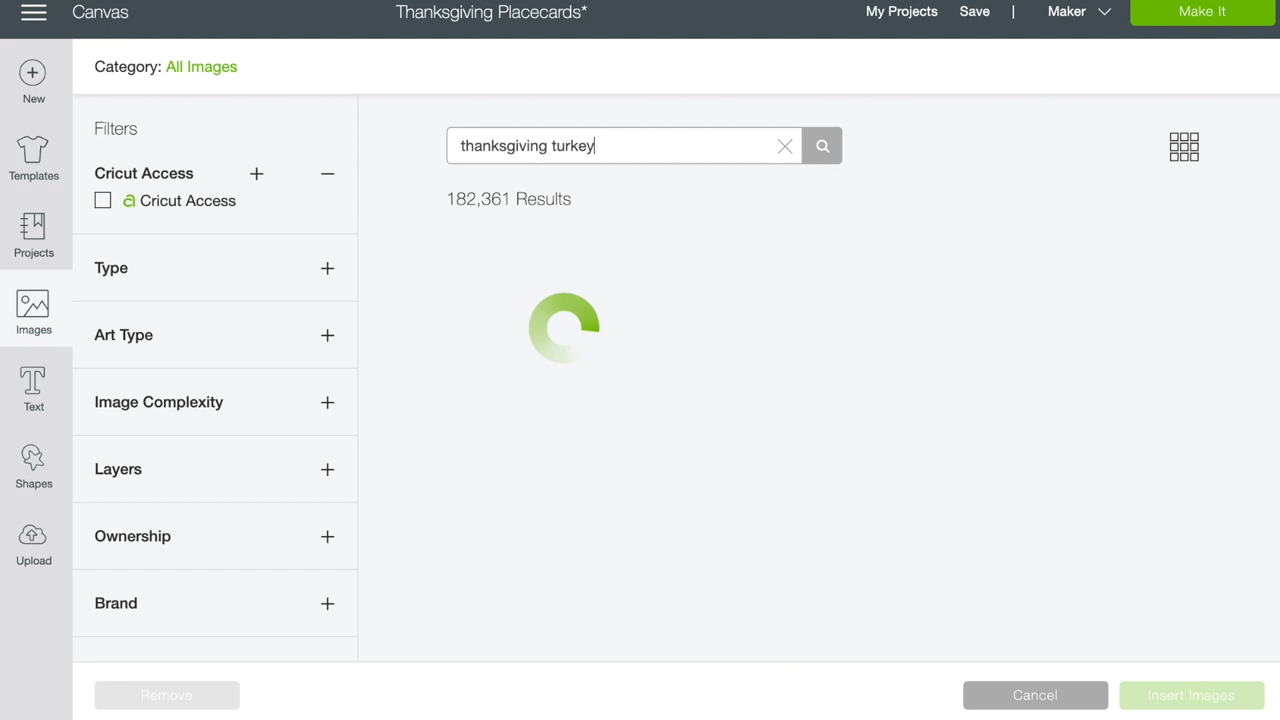 Canvas
Thanksgiving Placecards*
My Projects
Save
|
Maker
Make It
New
Templates
Projects
Images
Text
Shapes
Upload
Category: All Images
Filters
Cricut Access
a Cricut Access
Type
Art Type
Image Complexity
Layers
Ownership
Brand
thanksgiving turkey
182,361 Results
Remove
Cancel
Insert Images